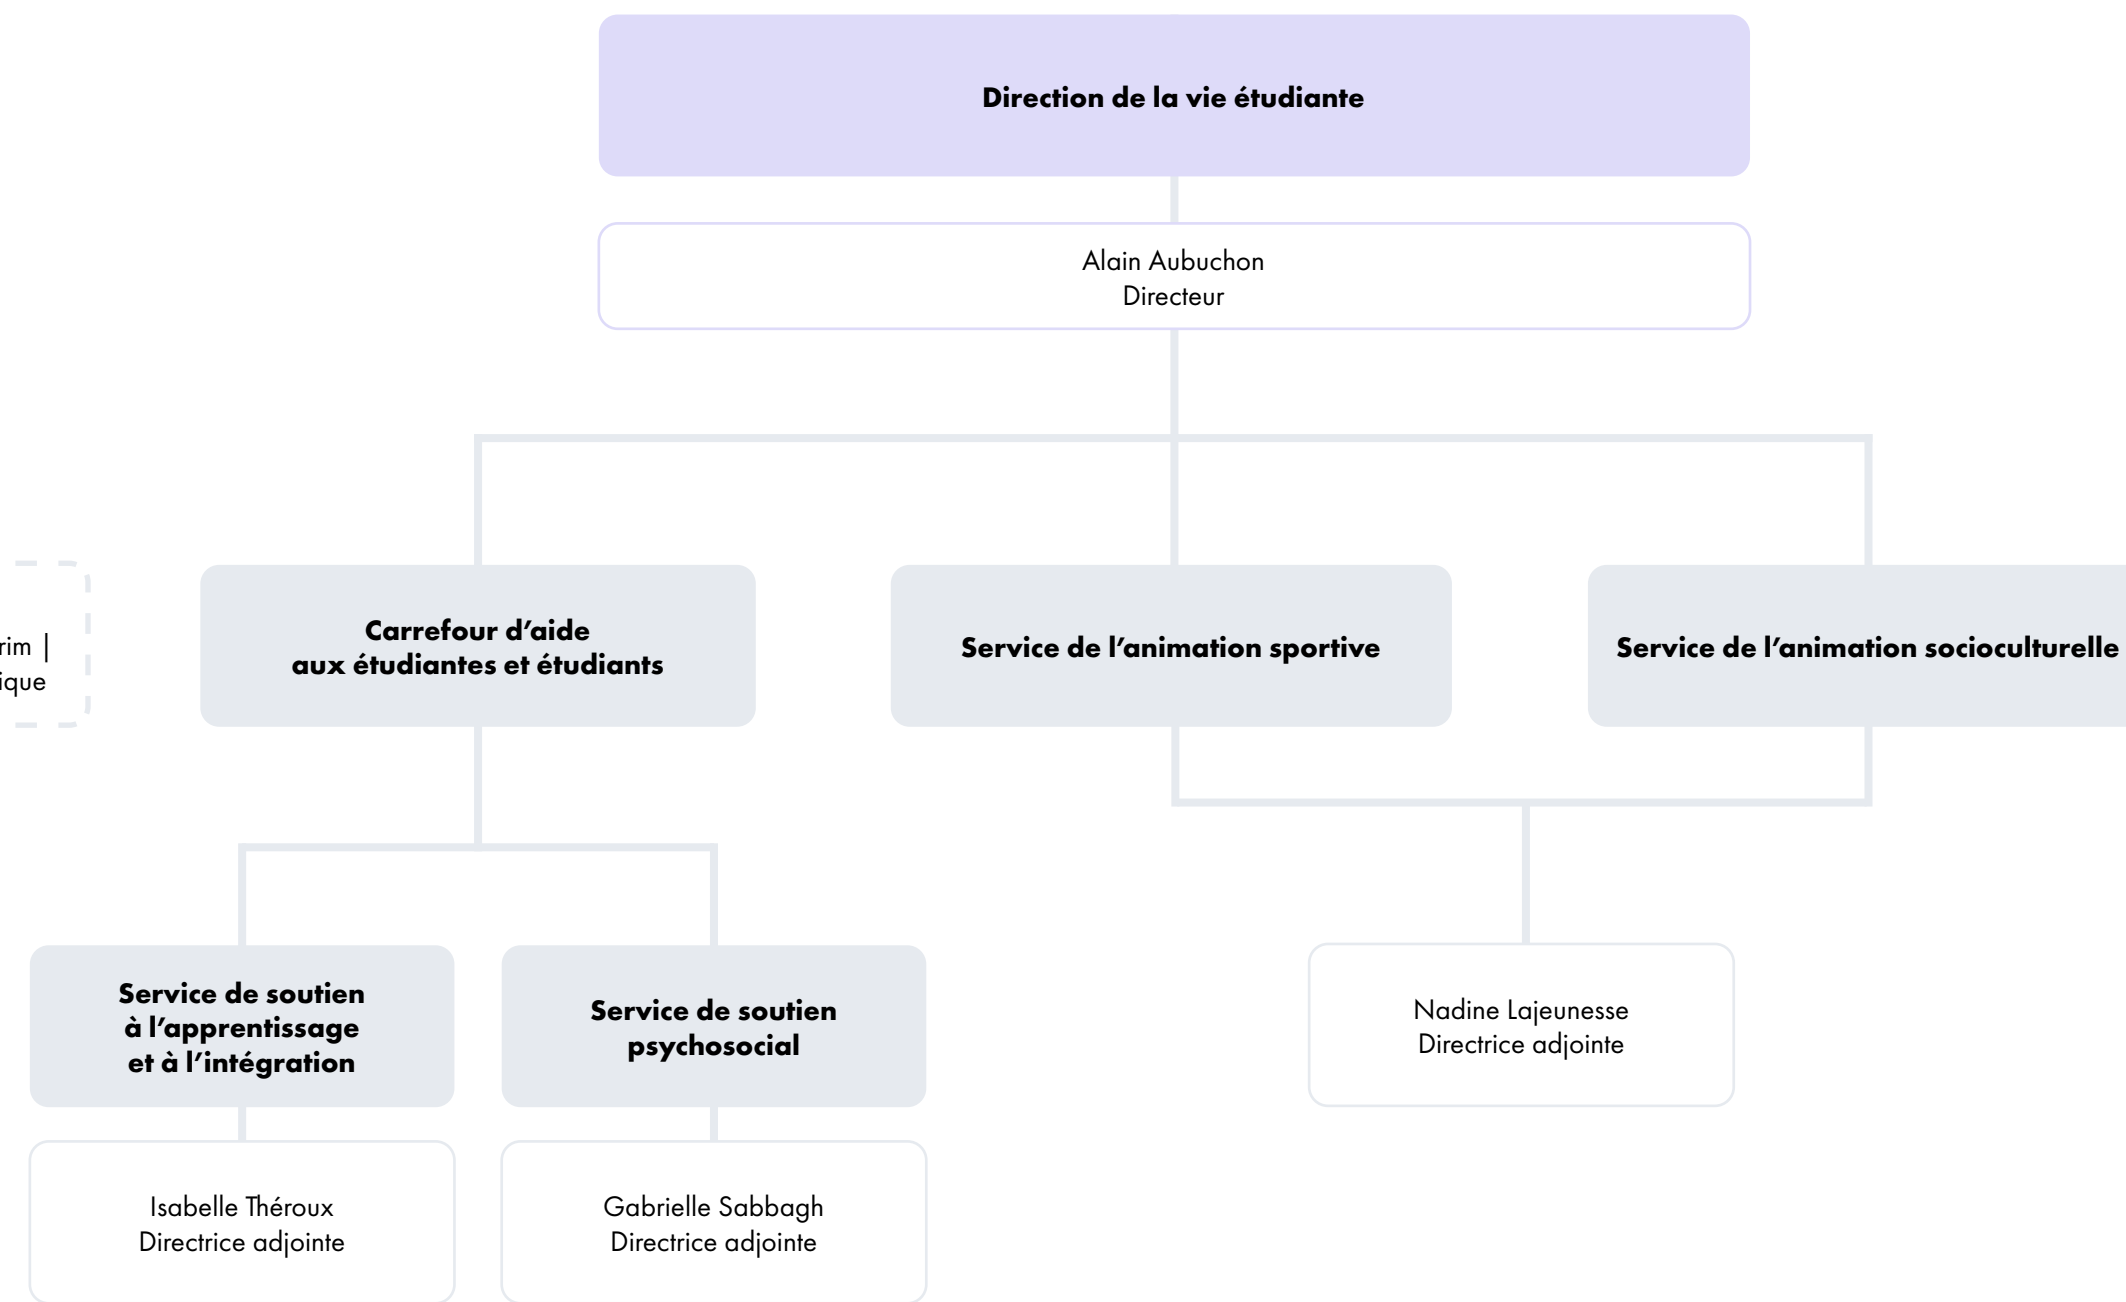 Direction de la vie étudiante
Alain Aubuchon
Directeur
Carrefour d’aide
aux étudiantes et étudiants
Service de l’animation sportive
Service de l’animation socioculturelle
Service de soutien
à l’apprentissage
et à l’intégration
Service de soutien
psychosocial
Nadine Lajeunesse
Directrice adjointe
Isabelle Théroux
Directrice adjointe
Gabrielle Sabbagh
Directrice adjointe